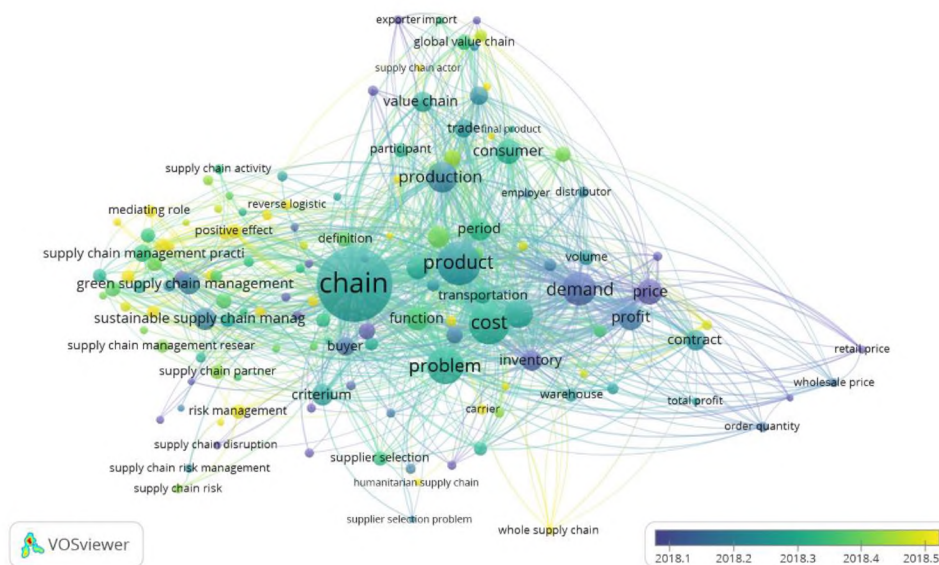 exporter import
global value chain
supply chain actor
value chain
trade final product
participant
consumer
supply chain activity
production
employer distributor
reverse logistic
mediating role
positive effect
period
definition
supply chain management practi
volume
product
green supply chain management
chain
demand
price
transportation
sustainable supply chain manag
function
cost
profit
supply chain management resear
buyer
contract
retail price
inventory
problem
supply chain partner
wholesale price
criterium
warehouse
total profit
risk management
carrier
order quantity
supply chain disruption
supplier selection
supply chain risk management
humanitarian supply chain
supply chain risk
supplier selection problem
whole supply chain
VOSviewer
2018.1 2018.2 2018.3 2018.4 2018.5